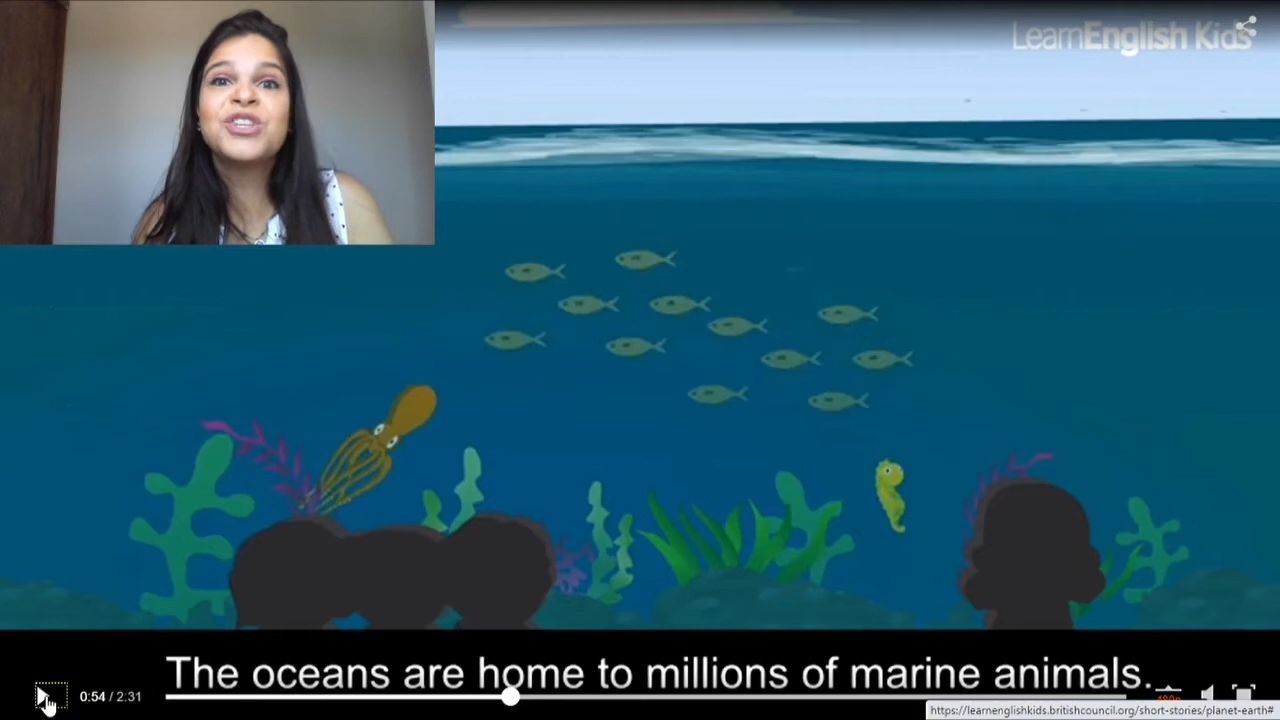 LearnEnglish Kids
The oceans are home to millions of marine animals.
0:54 / 2:31
480p
https://learnenglishkids.britishcouncil.org/short-stories/planet-earth#